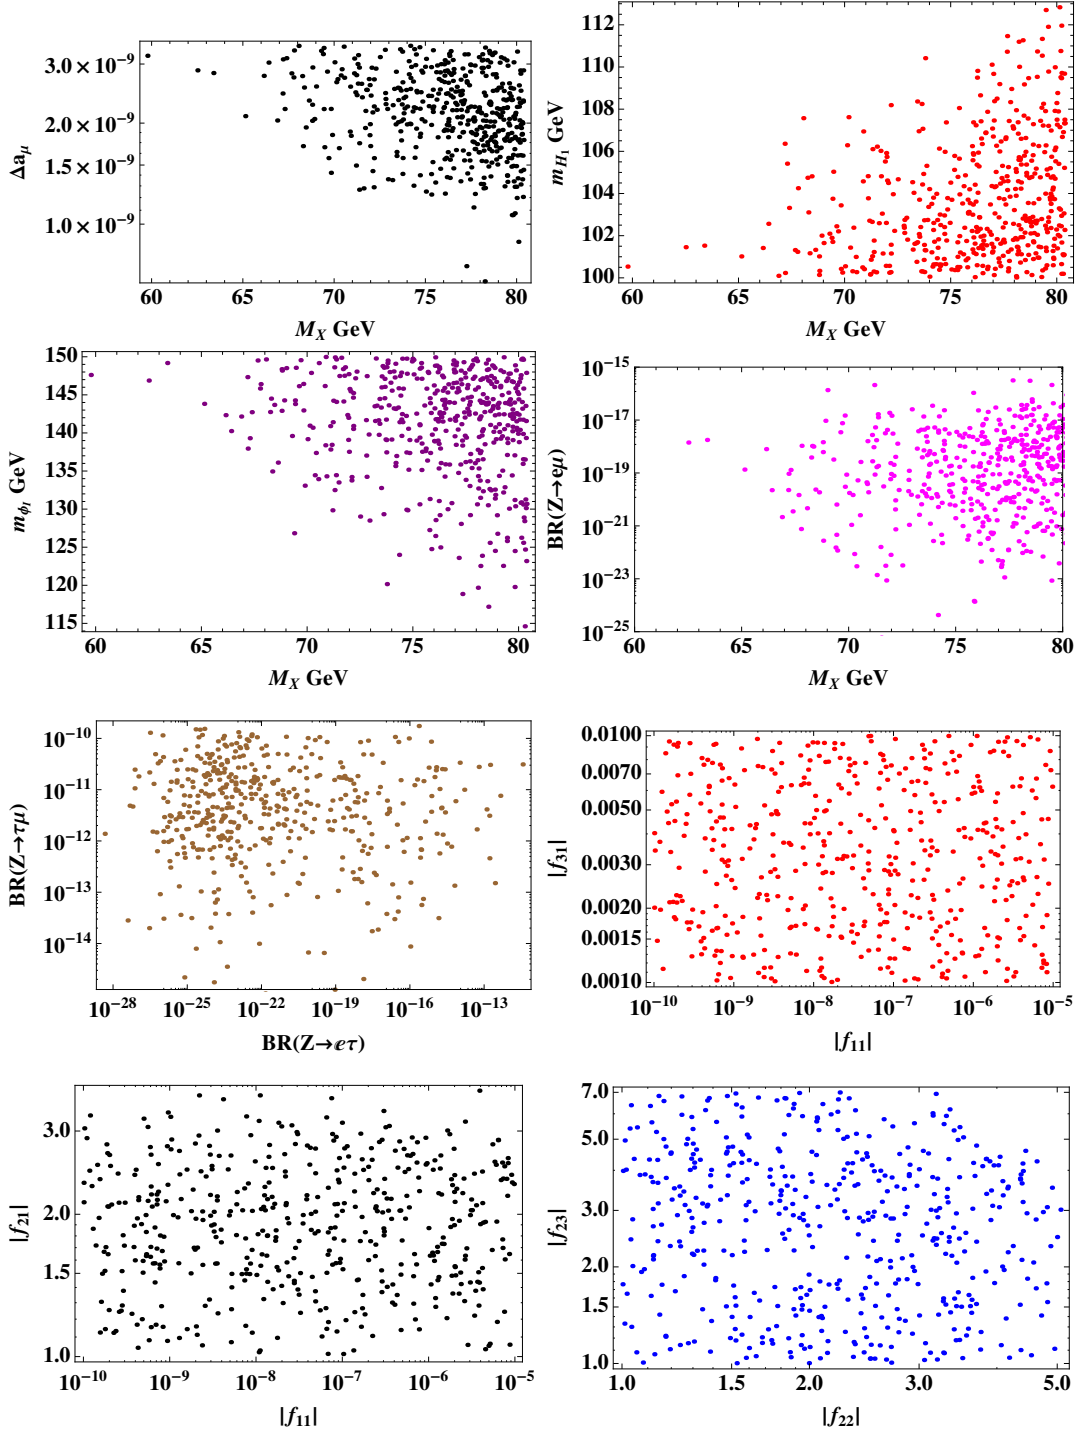 3.0 × 10⁻⁹
2.0 × 10⁻⁹
1.5 × 10⁻⁹
1.0 × 10⁻⁹
Δaμ
60 65 70 75 80
M_X GeV
112
110
108
106
104
102
100
m_H₁ GeV
60 65 70 75 80
M_X GeV
150
145
140
135
130
125
120
115
m_ϕ₁ GeV
60 65 70 75 80
M_X GeV
10⁻¹⁵
10⁻¹⁷
10⁻¹⁹
10⁻²¹
10⁻²³
10⁻²⁵
BR(Z→eμ)
60 65 70 75 80
M_X GeV
10⁻¹⁰
10⁻¹¹
10⁻¹²
10⁻¹³
10⁻¹⁴
BR(Z→τμ)
10⁻²⁸ 10⁻²⁵ 10⁻²² 10⁻¹⁹ 10⁻¹⁶ 10⁻¹³
BR(Z→eτ)
0.0100
0.0070
0.0050
0.0030
0.0020
0.0015
0.0010
|f₃₁|
10⁻¹⁰ 10⁻⁹ 10⁻⁸ 10⁻⁷ 10⁻⁶ 10⁻⁵
|f₁₁|
3.0
2.0
1.5
1.0
|f₂₁|
10⁻¹⁰ 10⁻⁹ 10⁻⁸ 10⁻⁷ 10⁻⁶ 10⁻⁵
|f₁₁|
7.0
5.0
3.0
2.0
1.5
1.0
|f₂₃|
1.0 1.5 2.0 3.0 5.0
|f₂₂|